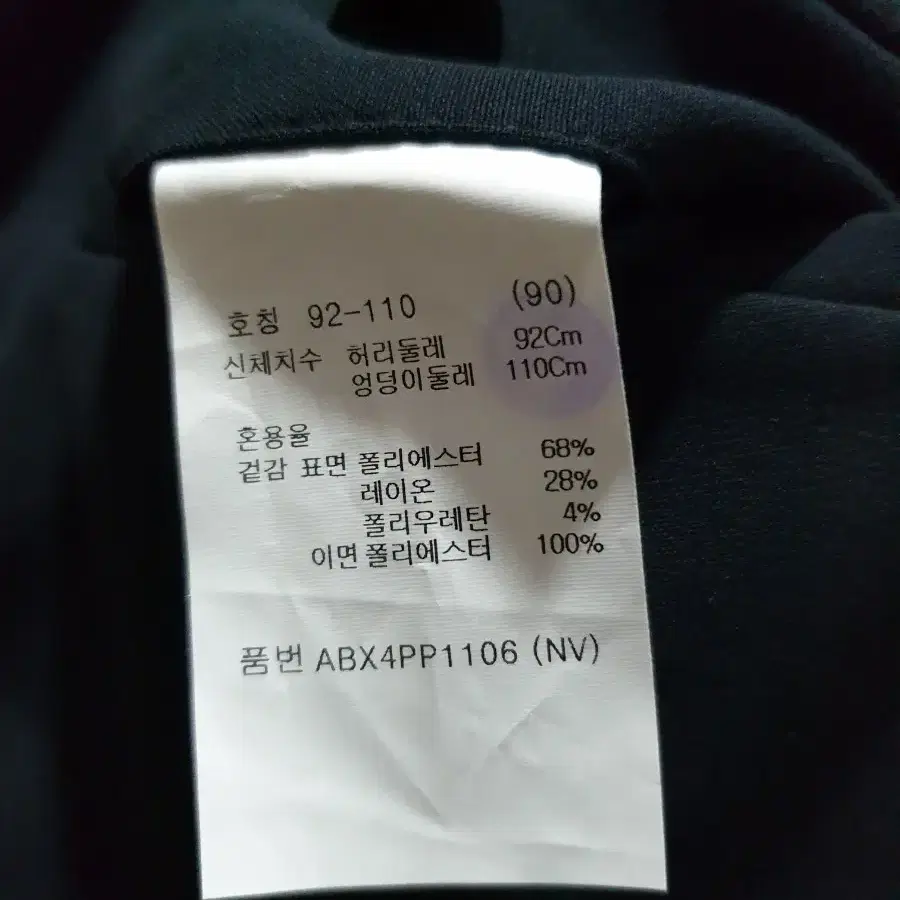 호칭 92-110 (90)
신체치수 허리둘레 92Cm
엉덩이둘레 110Cm
혼용율
겉감 표면 폴리에스터 68%
레이온 28%
폴리우레탄 4%
이면 폴리에스터 100%
품번 ABX4PP1106 (NV)